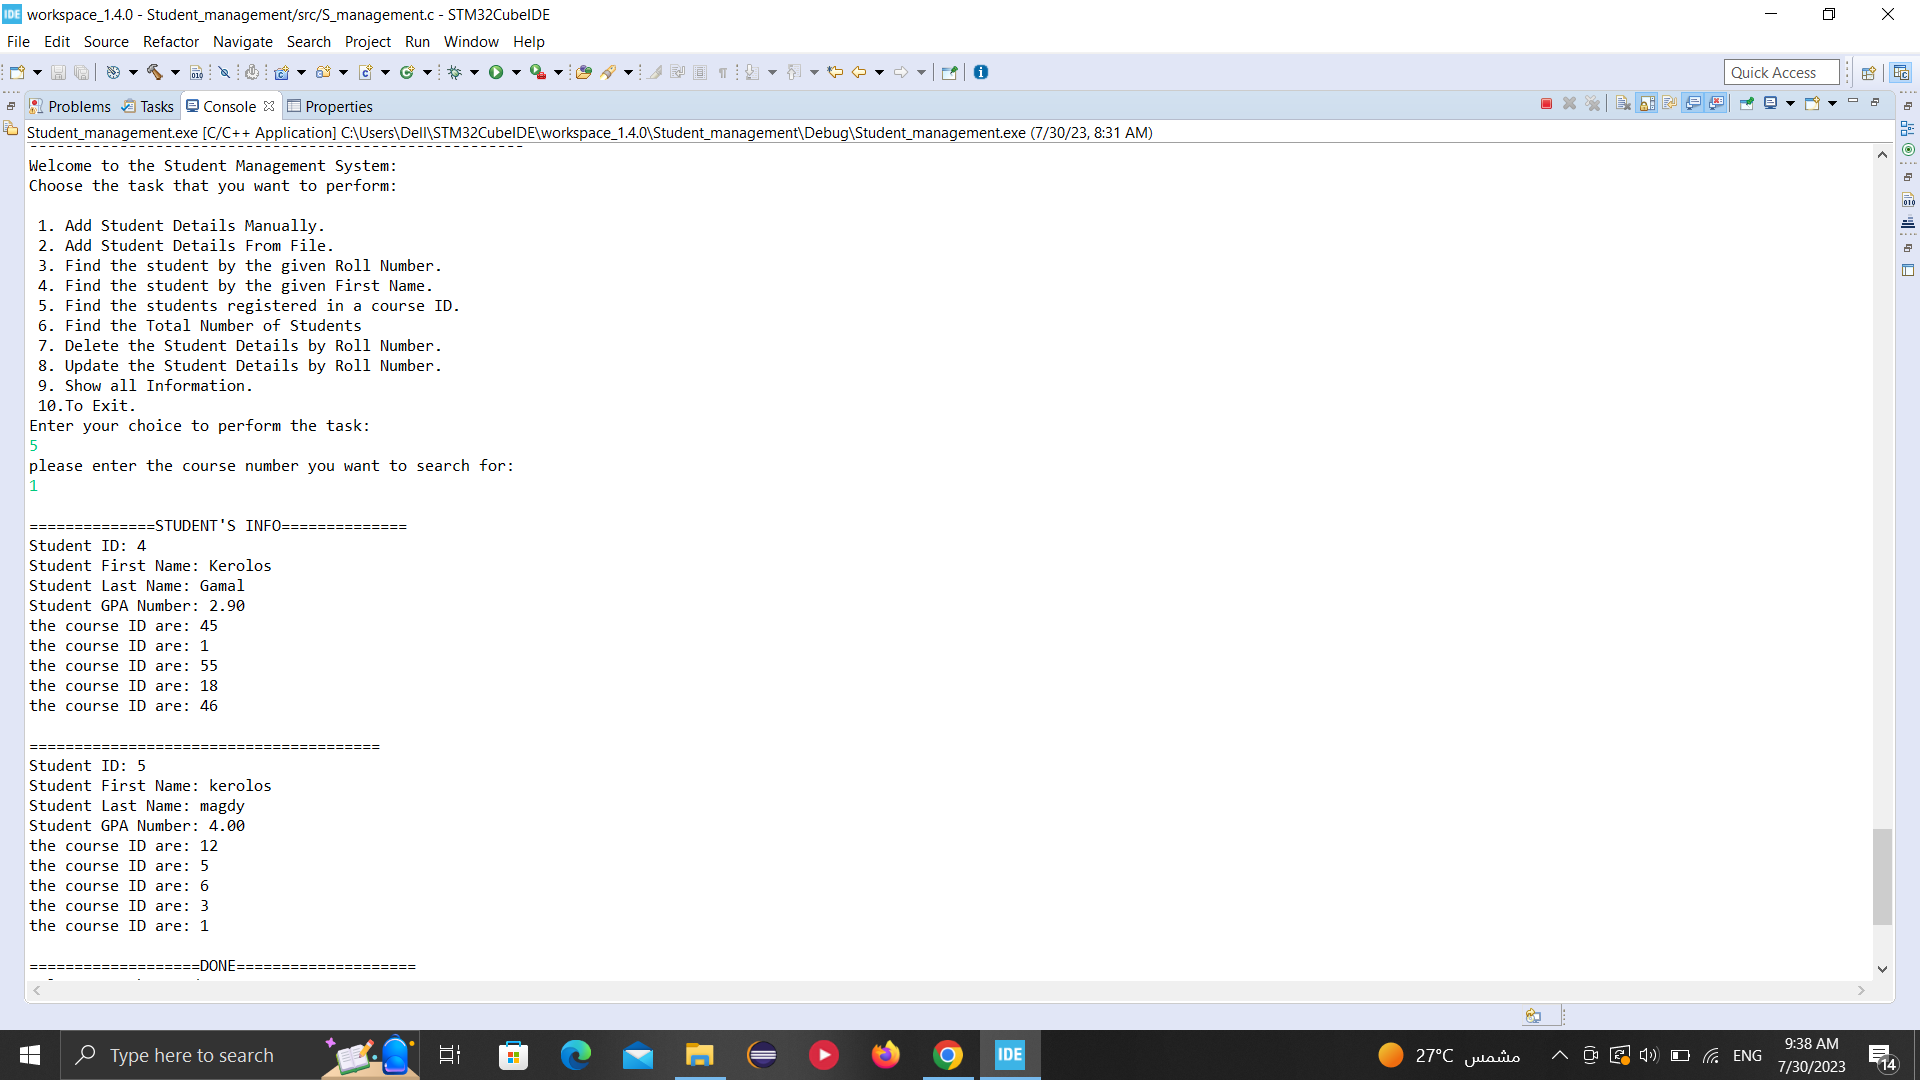 IDE workspace_1.4.0 - Student_management/src/S_management.c - STM32CubeIDE
File Edit Source Refactor Navigate Search Project Run Window Help
Quick Access
Problems Tasks Console Properties
Student_management.exe [C/C++ Application] C:\Users\Dell\STM32CubeIDE\workspace_1.4.0\Student_management\Debug\Student_management.exe (7/30/23, 8:31 AM)
-------------------------------------------------------
Welcome to the Student Management System:
Choose the task that you want to perform:
1. Add Student Details Manually.
2. Add Student Details From File.
3. Find the student by the given Roll Number.
4. Find the student by the given First Name.
5. Find the students registered in a course ID.
6. Find the Total Number of Students
7. Delete the Student Details by Roll Number.
8. Update the Student Details by Roll Number.
9. Show all Information.
10.To Exit.
Enter your choice to perform the task:
5
please enter the course number you want to search for:
1
==============STUDENT'S INFO==============
Student ID: 4
Student First Name: Kerolos
Student Last Name: Gamal
Student GPA Number: 2.90
the course ID are: 45
the course ID are: 1
the course ID are: 55
the course ID are: 18
the course ID are: 46
=======================================
Student ID: 5
Student First Name: kerolos
Student Last Name: magdy
Student GPA Number: 4.00
the course ID are: 12
the course ID are: 5
the course ID are: 6
the course ID are: 3
the course ID are: 1
===================DONE====================
Type here to search
IDE
27°C مشمس
ENG
9:38 AM
7/30/2023
14